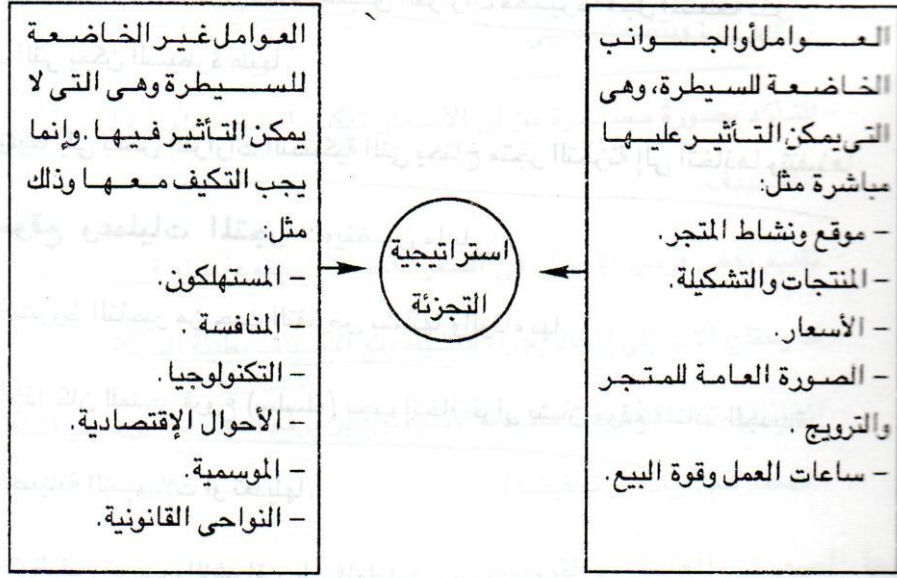 العوامل أو الجوانب
الخاضعة للسيطرة، وهى
التى يمكن التأثير عليها
مباشرة مثل:
– موقع ونشاط المتجر.
– المنتجات والتشكيلة.
– الأسعار.
– الصورة العامة للمتجر
والترويج.
– ساعات العمل وقوة البيع.
استراتيجية
التجزئة
العوامل غير الخاضعة
للسيطرة وهى التى لا
يمكن التأثير فيها. وإنما
يجب التكيف معها وذلك
مثل:
– المستهلكون.
– المنافسة.
– التكنولوجيا.
– الأحوال الإقتصادية.
– الموسمية.
– النواحى القانونية.